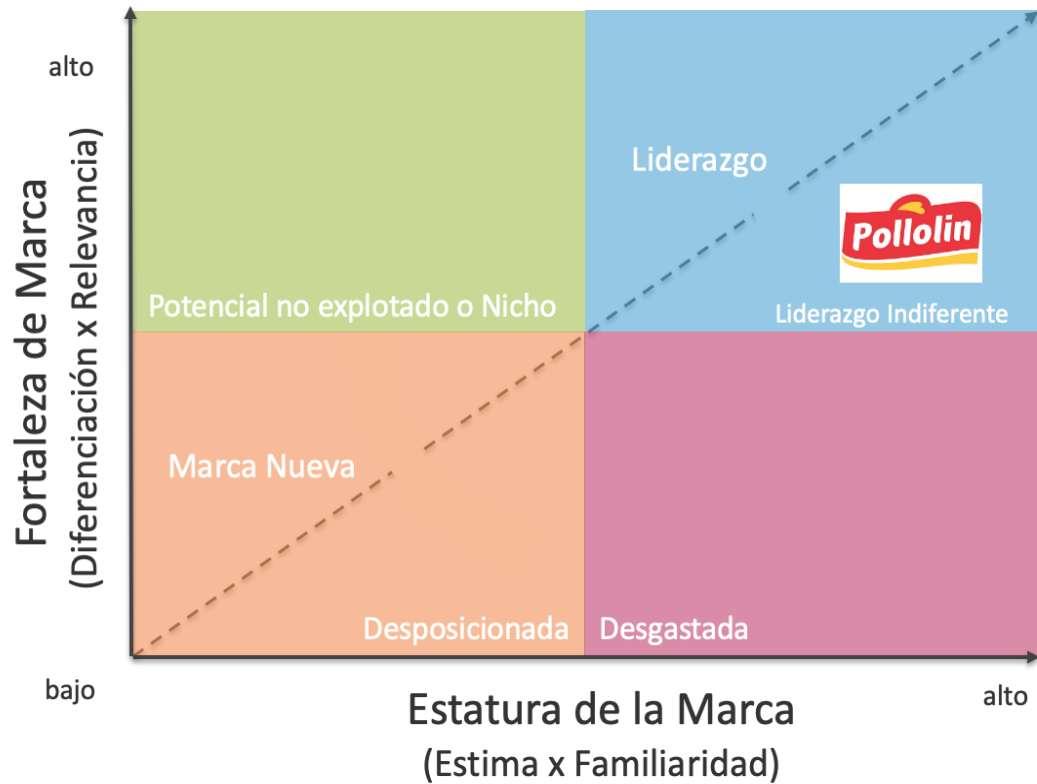 alto
Fortaleza de Marca
(Diferenciación x Relevancia)
Liderazgo
Pollolin
Potencial no explotado o Nicho
Liderazgo Indiferente
Marca Nueva
Desposicionada
Desgastada
bajo
alto
Estatura de la Marca
(Estima x Familiaridad)